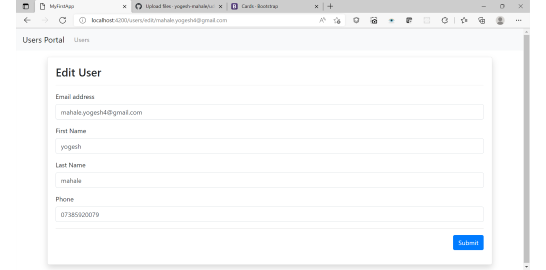 MyFirstApp
Upload files · yogesh-mahale/us
Cards · Bootstrap
localhost:4200/users/edit/mahale.yogesh4@gmail.com
Users Portal
Users
Edit User
Email address
mahale.yogesh4@gmail.com
First Name
yogesh
Last Name
mahale
Phone
07385920079
Submit